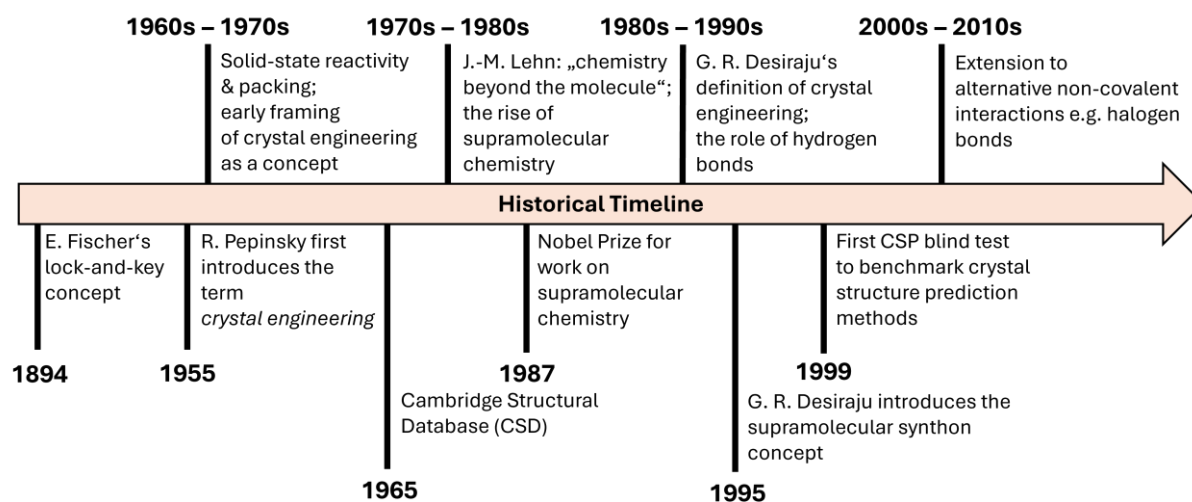 1960s – 1970s
Solid-state reactivity
& packing;
early framing
of crystal engineering
as a concept
1970s – 1980s
J.-M. Lehn: „chemistry
beyond the molecule“;
the rise of
supramolecular
chemistry
1980s – 1990s
G. R. Desiraju‘s
definition of crystal
engineering;
the role of hydrogen
bonds
2000s – 2010s
Extension to
alternative non-covalent
interactions e.g. halogen
bonds
Historical Timeline
E. Fischer‘s
lock-and-key
concept
1894
R. Pepinsky first
introduces the
term
crystal engineering
1955
Cambridge Structural
Database (CSD)
1965
Nobel Prize for
work on
supramolecular
chemistry
1987
G. R. Desiraju introduces the
supramolecular synthon
concept
1995
First CSP blind test
to benchmark crystal
structure prediction
methods
1999